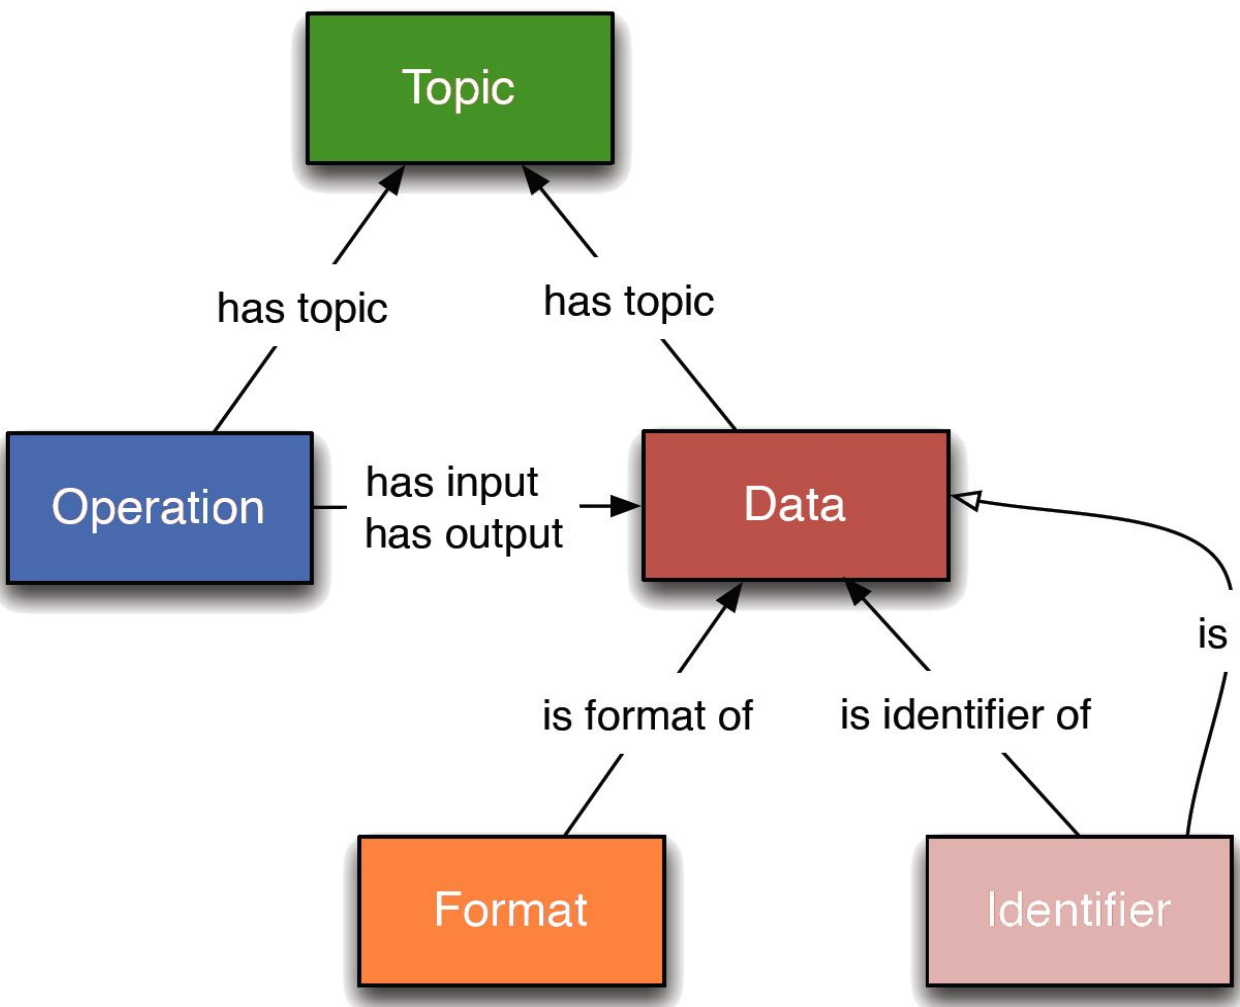 Topic
has topic
has topic
Operation
has input
has output
Data
is
is format of
is identifier of
Format
Identifier